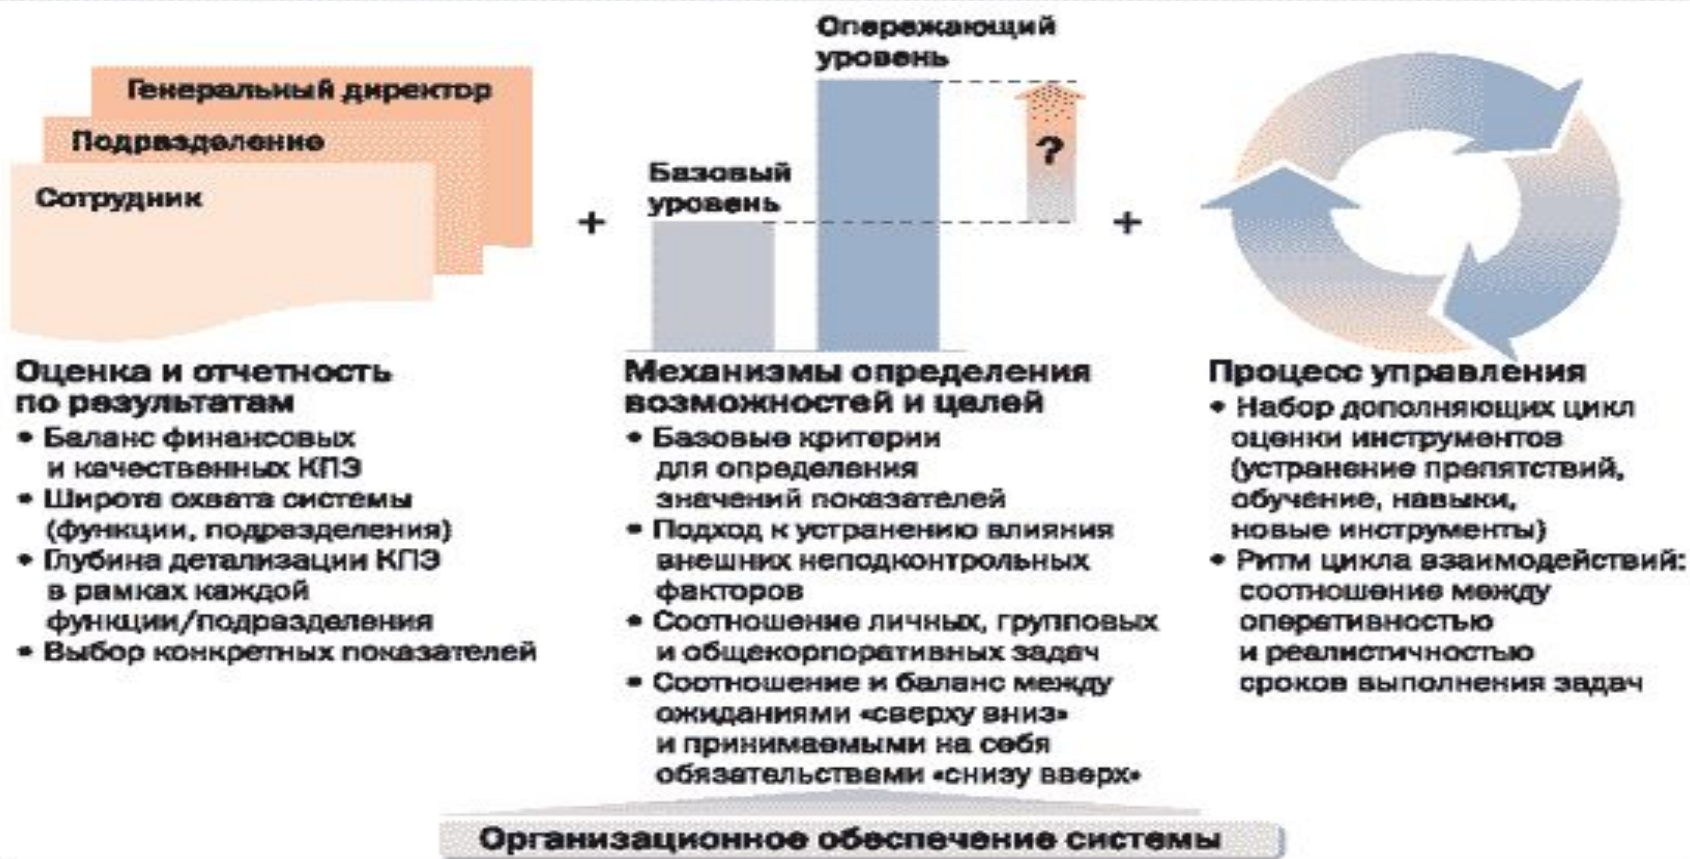 Генеральный директор
Подразделение
Сотрудник
+
Опережающий
уровень
Базовый
уровень
?
+
Оценка и отчетность
по результатам
• Баланс финансовых
и качественных КПЭ
• Широта охвата системы
(функции, подразделения)
• Глубина детализации КПЭ
в рамках каждой
функции/подразделения
• Выбор конкретных показателей
Механизмы определения
возможностей и целей
• Базовые критерии
для определения
значений показателей
• Подход к устранению влияния
внешних неподконтрольных
факторов
• Соотношение личных, групповых
и общекорпоративных задач
• Соотношение и баланс между
ожиданиями «сверху вниз»
и принимаемыми на себя
обязательствами «снизу вверх»
Процесс управления
• Набор дополняющих цикл
оценки инструментов
(устранение препятствий,
обучение, навыки,
новые инструменты)
• Ритм цикла взаимодействий:
соотношение между
оперативностью
и реалистичностью
сроков выполнения задач
Организационное обеспечение системы